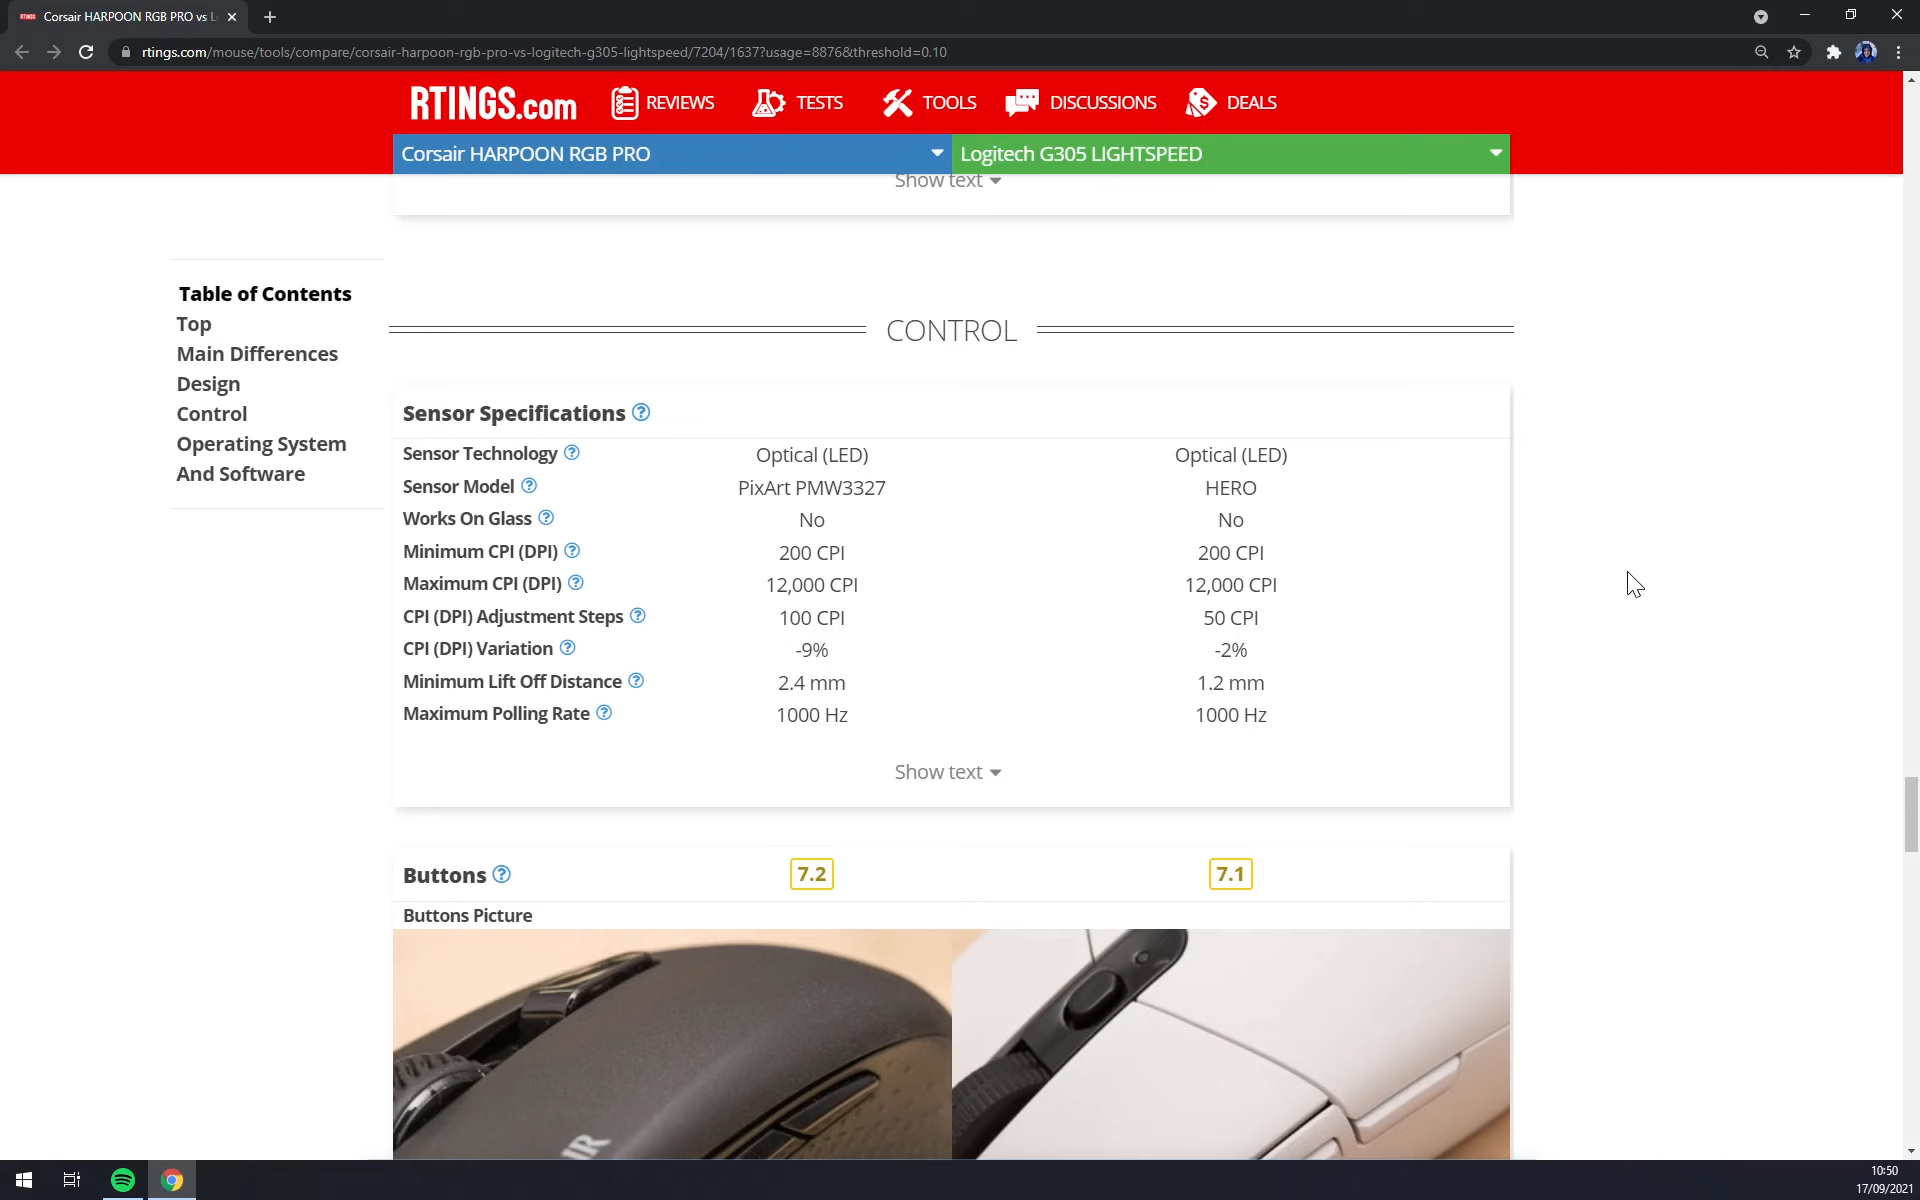 RTINGS Corsair HARPOON RGB PRO vs L
rtings.com/mouse/tools/compare/corsair-harpoon-rgb-pro-vs-logitech-g305-lightspeed/7204/1637?usage=8876&threshold=0.10
RTINGS.com REVIEWS TESTS TOOLS DISCUSSIONS DEALS
Corsair HARPOON RGB PRO Logitech G305 LIGHTSPEED
Show text
Table of Contents
Top
Main Differences
Design
Control
Operating System
And Software
CONTROL
Sensor Specifications ?
Sensor Technology ? Optical (LED) Optical (LED)
Sensor Model ? PixArt PMW3327 HERO
Works On Glass ? No No
Minimum CPI (DPI) ? 200 CPI 200 CPI
Maximum CPI (DPI) ? 12,000 CPI 12,000 CPI
CPI (DPI) Adjustment Steps ? 100 CPI 50 CPI
CPI (DPI) Variation ? -9% -2%
Minimum Lift Off Distance ? 2.4 mm 1.2 mm
Maximum Polling Rate ? 1000 Hz 1000 Hz
Show text
Buttons ? 7.2 7.1
Buttons Picture
IR
10:50
17/09/2021